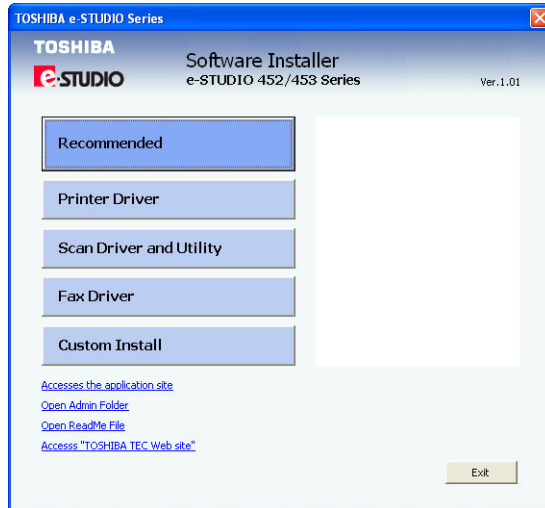 TOSHIBA e-STUDIO Series
TOSHIBA
e-STUDIO
Software Installer
e-STUDIO 452/453 Series
Ver.1.01
Recommended
Printer Driver
Scan Driver and Utility
Fax Driver
Custom Install
Accesses the application site
Open Admin Folder
Open ReadMe File
Accesss "TOSHIBA TEC Web site"
Exit